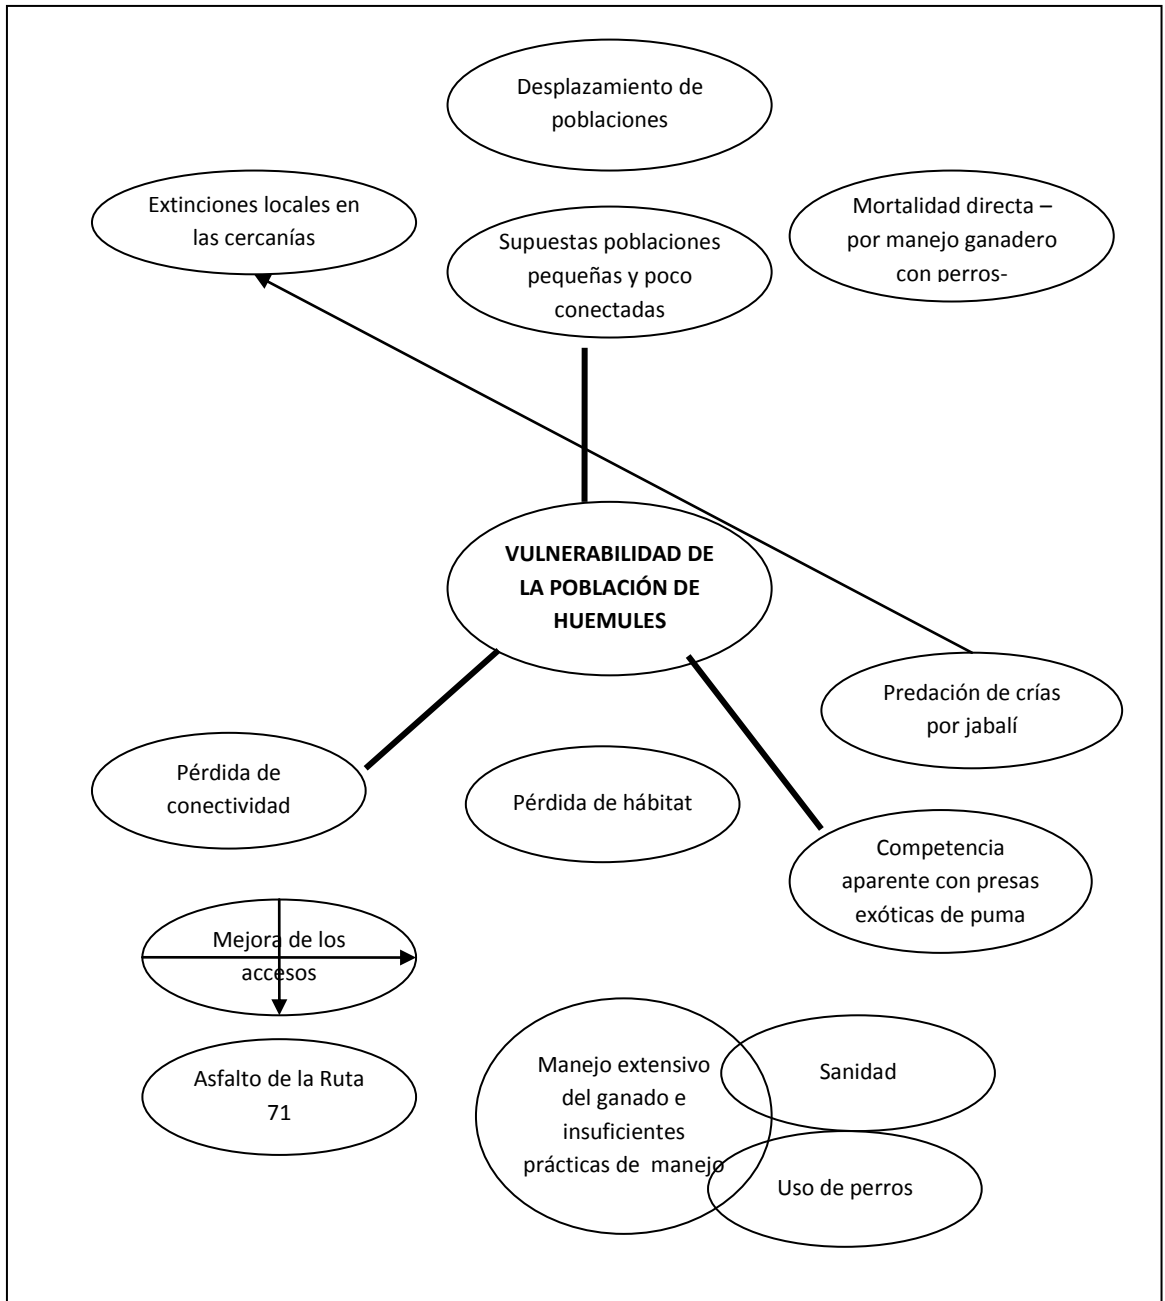 Desplazamiento de
poblaciones
Extinciones locales en
las cercanías
Supuestas poblaciones
pequeñas y poco
conectadas
Mortalidad directa –
por manejo ganadero
con perros-
VULNERABILIDAD DE
LA POBLACIÓN DE
HUEMULES
Predación de crías
por jabalí
Pérdida de
conectividad
Pérdida de hábitat
Competencia
aparente con presas
exóticas de puma
Mejora de los
accesos
Asfalto de la Ruta
71
Manejo extensivo
del ganado e
insuficientes
prácticas de  manejo
Sanidad
Uso de perros